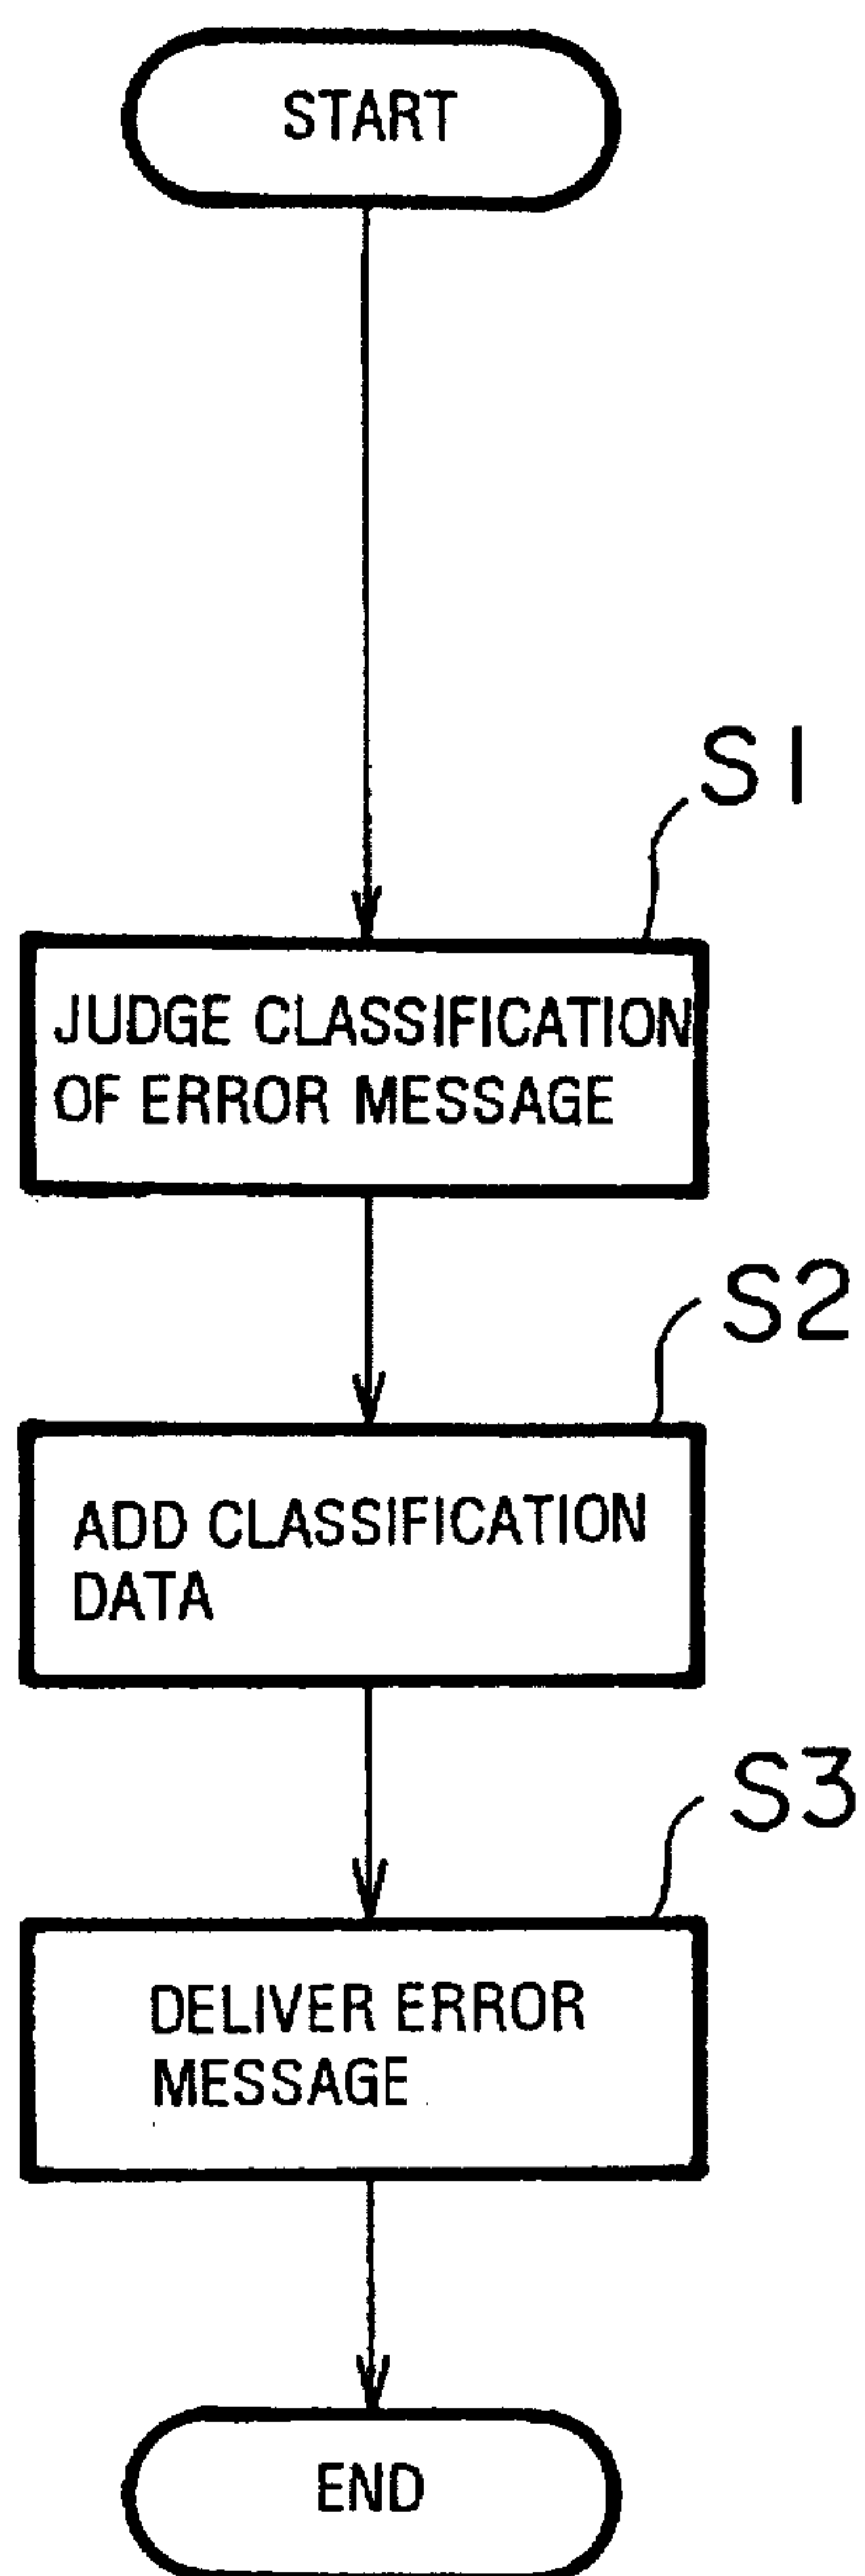 START
S1
JUDGE CLASSIFICATION
OF ERROR MESSAGE
S2
ADD CLASSIFICATION
DATA
S3
DELIVER ERROR
MESSAGE
END